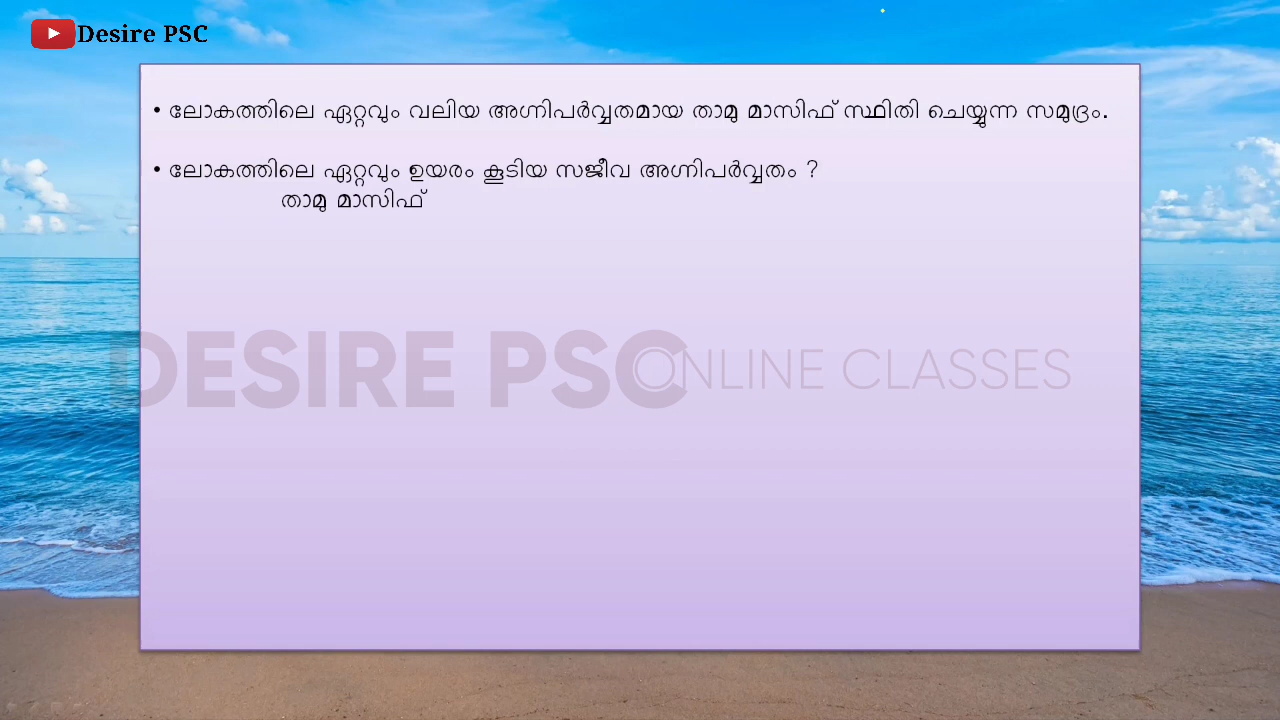 Desire PSC
• ലോകത്തിലെ ഏറ്റവും വലിയ അഗ്നിപർവ്വതമായ താമു മാസിഫ് സ്ഥിതി ചെയ്യുന്ന സമുദ്രം.
• ലോകത്തിലെ ഏറ്റവും ഉയരം കൂടിയ സജീവ അഗ്നിപർവ്വതം ?
താമു മാസിഫ്
DESIRE PSC ONLINE CLASSES